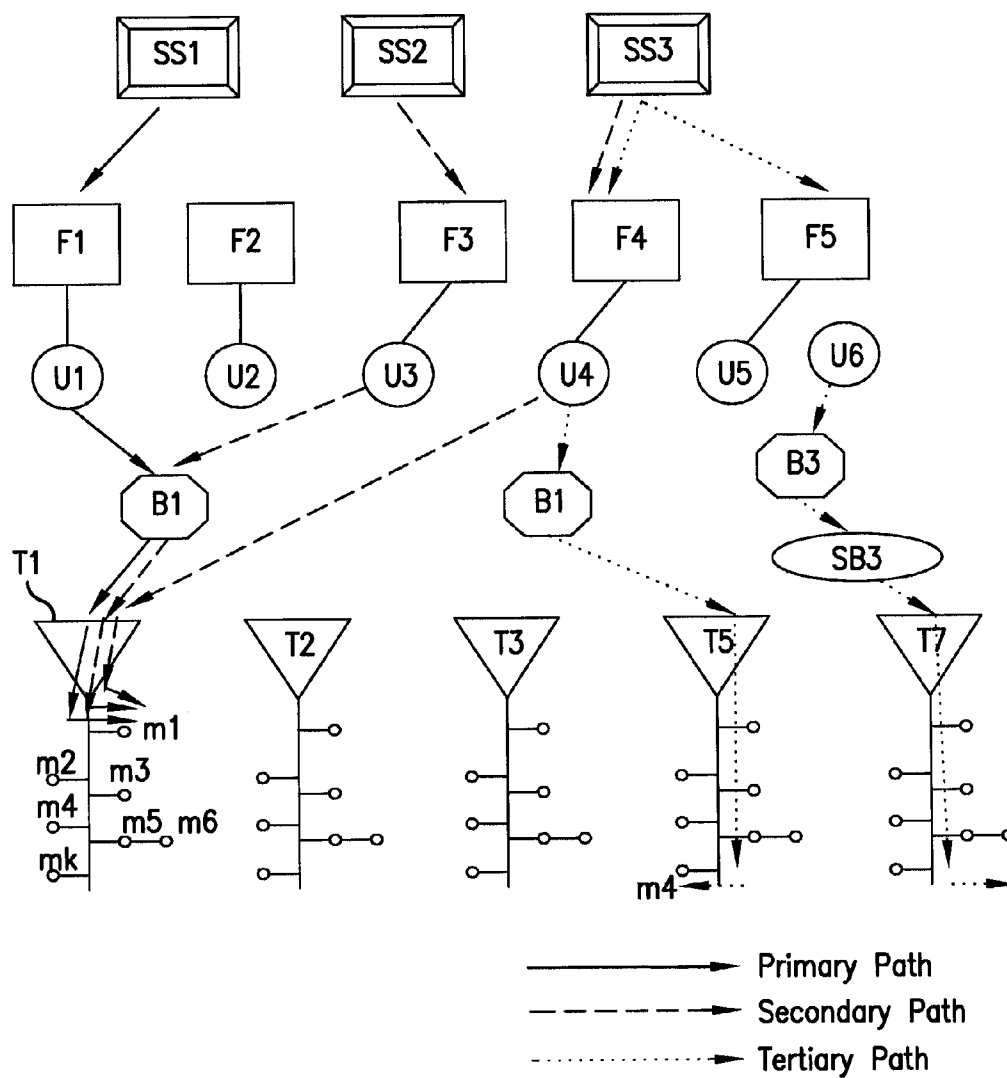 SS1 SS2 SS3
F1 F2 F3 F4 F5
U1 U2 U3 U4 U5 U6
B3
B1 B1
SB3
T1
T2 T3 T5 T7
m1
m2 m3
m4
m5 m6
mk
m4
Primary Path
Secondary Path
Tertiary Path